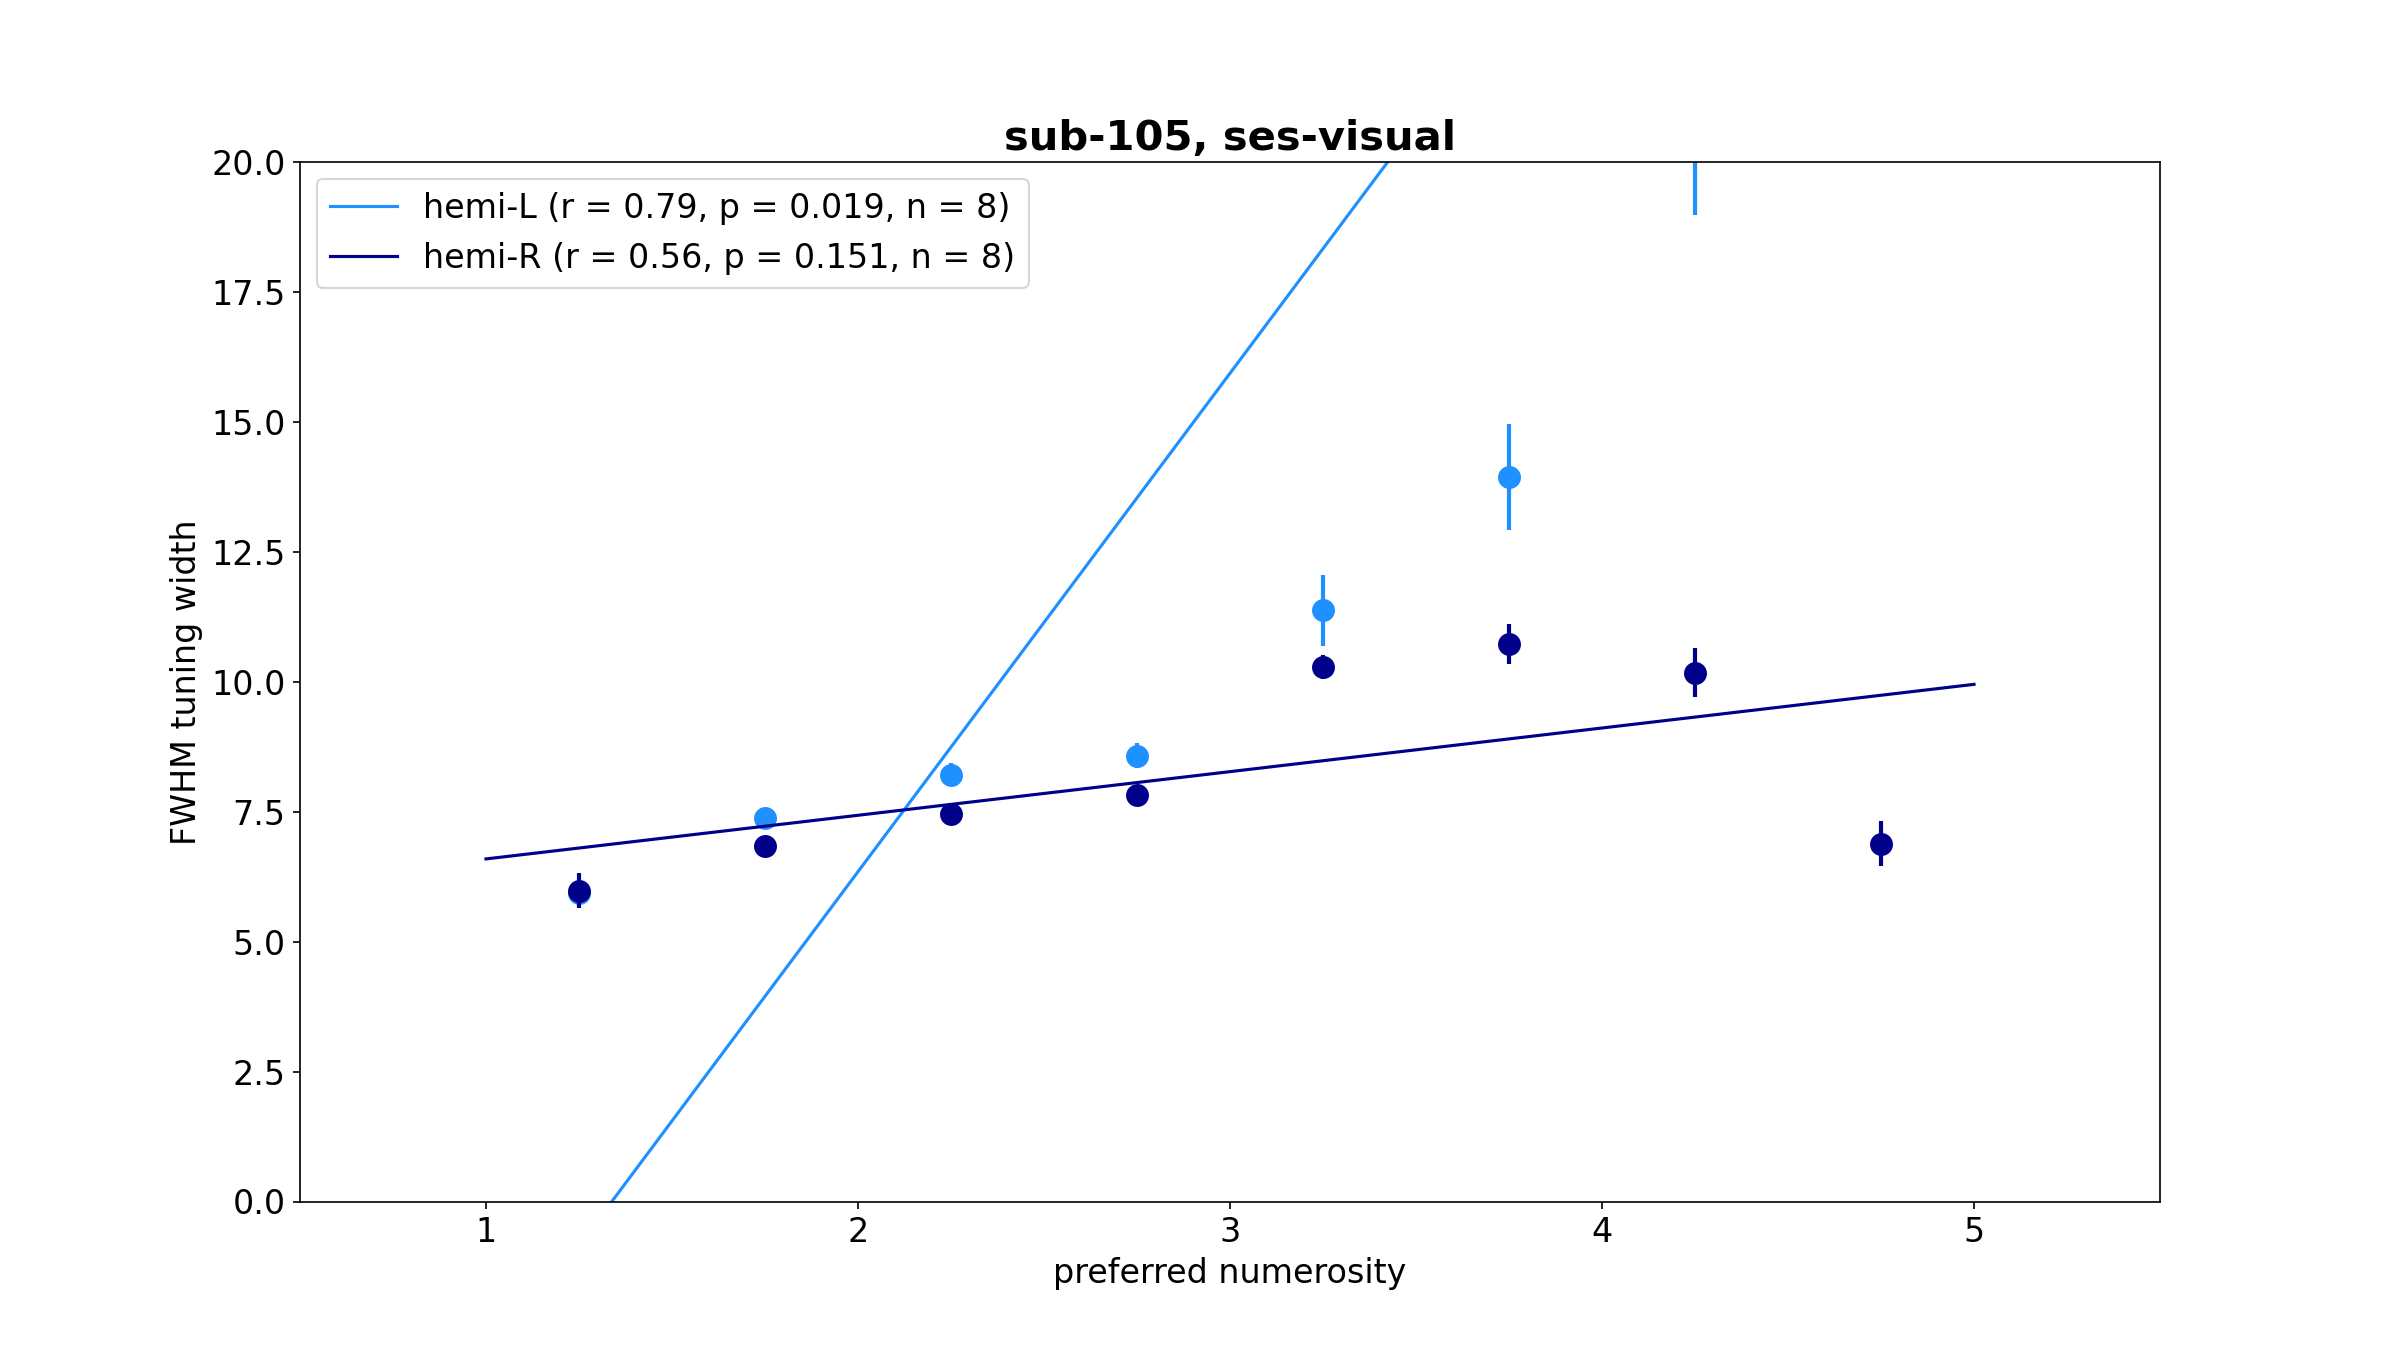 sub-105, ses-visual
hemi-L (r = 0.79, p = 0.019, n = 8)
hemi-R (r = 0.56, p = 0.151, n = 8)
20.0
17.5
15.0
12.5
10.0
7.5
5.0
2.5
0.0
FWHM tuning width
1 2 3 4 5
preferred numerosity